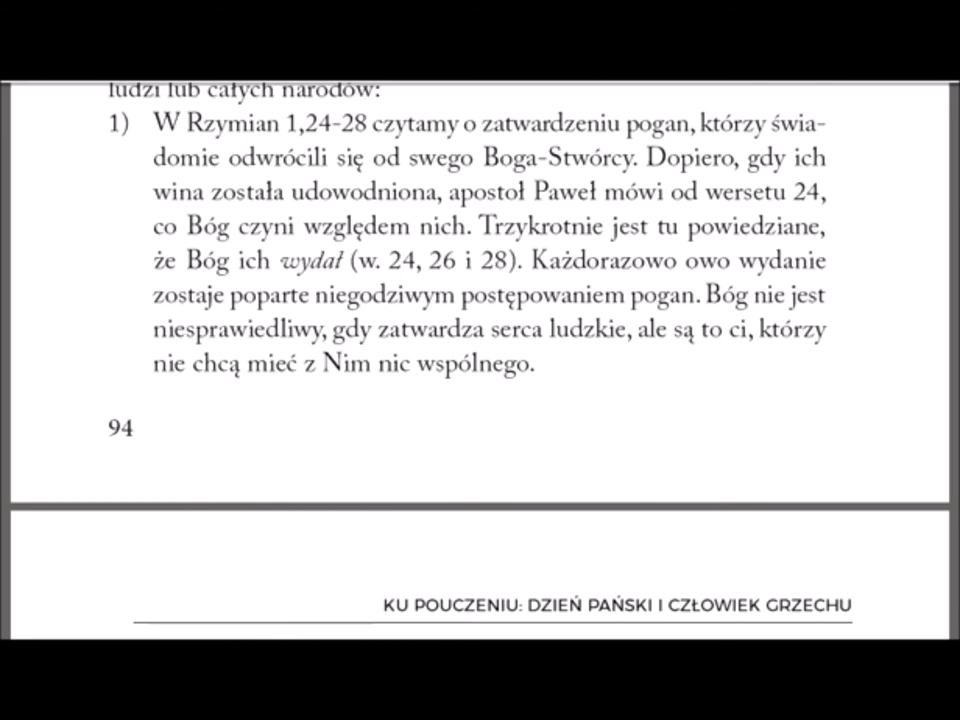 ludzi lub całych narodów:
1) W Rzymian 1,24-28 czytamy o zatwardzeniu pogan, którzy świa-
domie odwrócili się od swego Boga-Stwórcy. Dopiero, gdy ich
wina została udowodniona, apostoł Paweł mówi od wersetu 24,
co Bóg czyni względem nich. Trzykrotnie jest tu powiedziane,
że Bóg ich wydał (w. 24, 26 i 28). Każdorazowo owo wydanie
zostaje poparte niegodziwym postępowaniem pogan. Bóg nie jest
niesprawiedliwy, gdy zatwardza serca ludzkie, ale są to ci, którzy
nie chcą mieć z Nim nic wspólnego.
94
KU POUCZENIU: DZIEŃ PAŃSKI I CZŁOWIEK GRZECHU